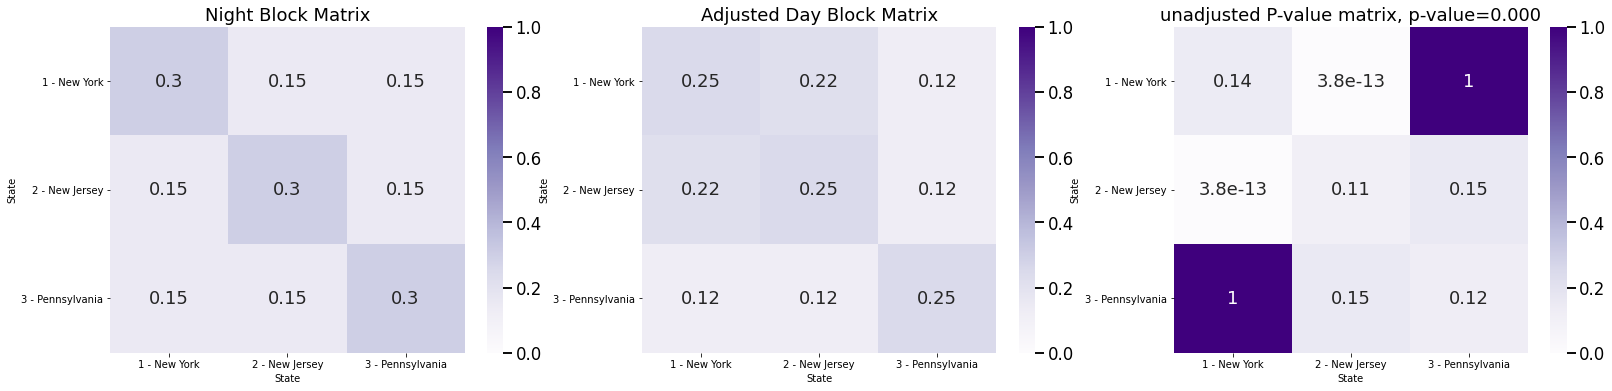 Night Block Matrix
State
1 - New York
2 - New Jersey
3 - Pennsylvania
0.3 0.15 0.15
0.15 0.3 0.15
0.15 0.15 0.3
1 - New York 2 - New Jersey 3 - Pennsylvania
State
1.0
0.8
0.6
0.4
0.2
0.0
Adjusted Day Block Matrix
State
1 - New York
2 - New Jersey
3 - Pennsylvania
0.25 0.22 0.12
0.22 0.25 0.12
0.12 0.12 0.25
1 - New York 2 - New Jersey 3 - Pennsylvania
State
1.0
0.8
0.6
0.4
0.2
0.0
unadjusted P-value matrix, p-value=0.000
State
1 - New York
2 - New Jersey
3 - Pennsylvania
0.14 3.8e-13 1
3.8e-13 0.11 0.15
1 0.15 0.12
1 - New York 2 - New Jersey 3 - Pennsylvania
State
1.0
0.8
0.6
0.4
0.2
0.0